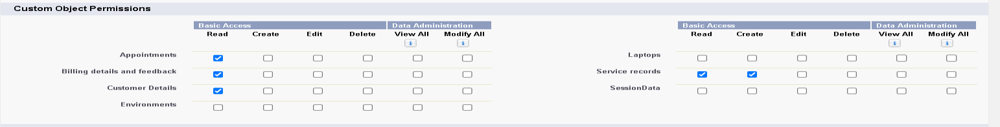 Custom Object Permissions
Basic Access Data Administration Basic Access Data Administration
Read Create Edit Delete View All Modify All Read Create Edit Delete View All Modify All
i i i i
Appointments Laptops
Billing details and feedback Service records
Customer Details SessionData
Environments